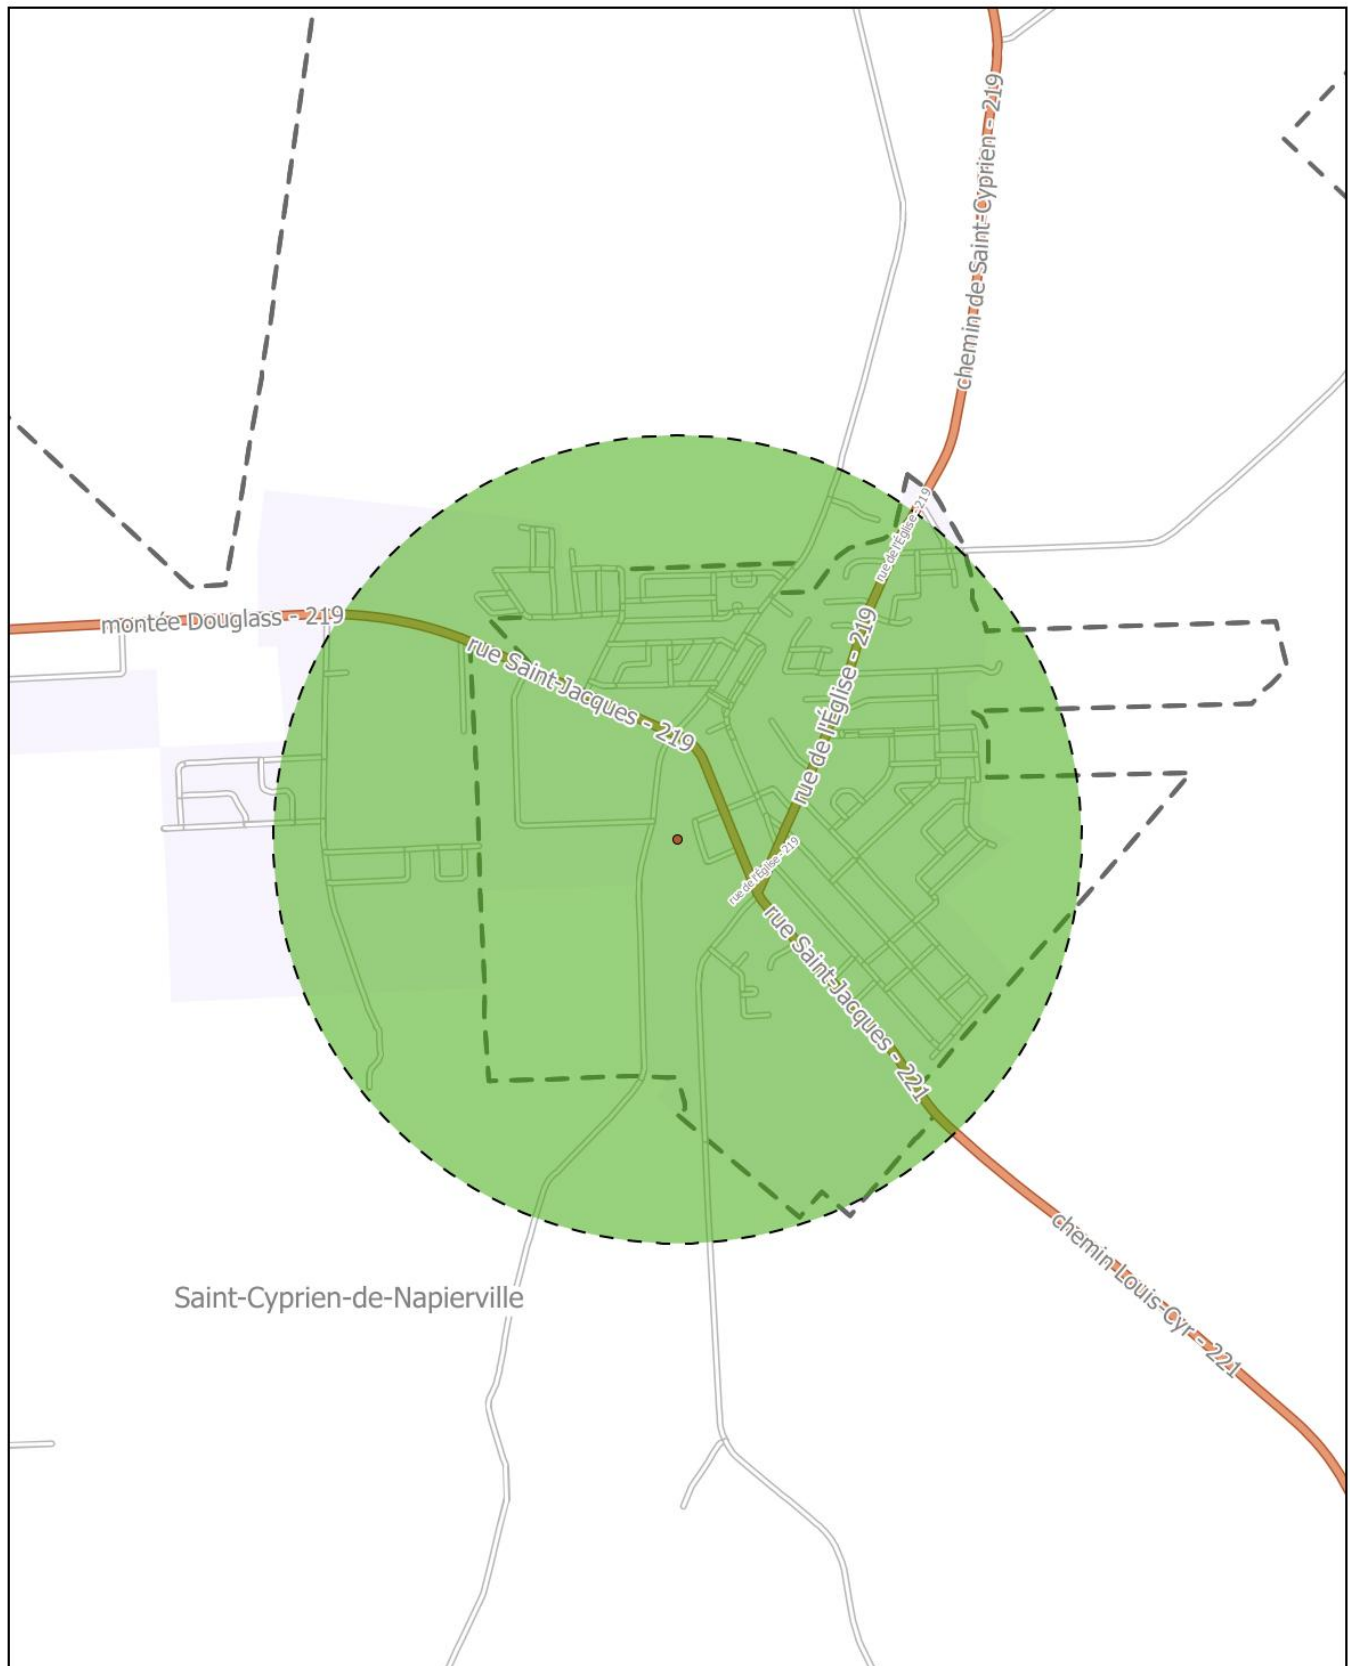 chemin de Saint-Cyprien - 219
rue de l'Église - 219
montée Douglass - 219
rue Saint-Jacques - 219
rue de l'Église - 219
rue de l'Église - 219
rue Saint-Jacques - 221
chemin Louis-Cyr - 221
Saint-Cyprien-de-Napierville